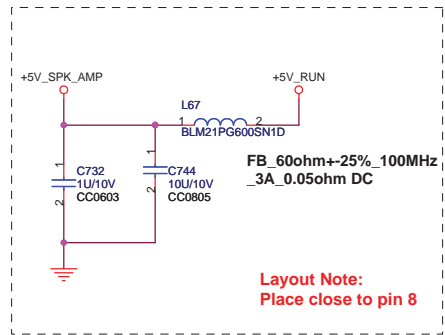 +5V_SPK_AMP
+5V_RUN
L67
1
2
BLM21PG600SN1D
FB_60ohm+-25%_100MHz
_3A_0.05ohm DC
1
C732
1U/10V
CC0603
2
1
C744
10U/10V
CC0805
2
Layout Note:
Place close to pin 8